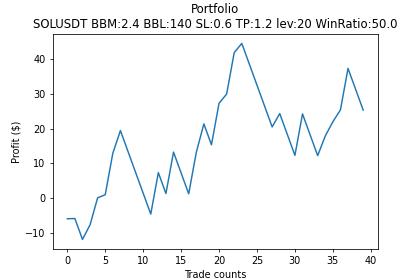 Portfolio
SOLUSDT BBM:2.4 BBL:140 SL:0.6 TP:1.2 lev:20 WinRatio:50.0
Profit ($)
40
30
20
10
0
−10
0 5 10 15 20 25 30 35 40
Trade counts